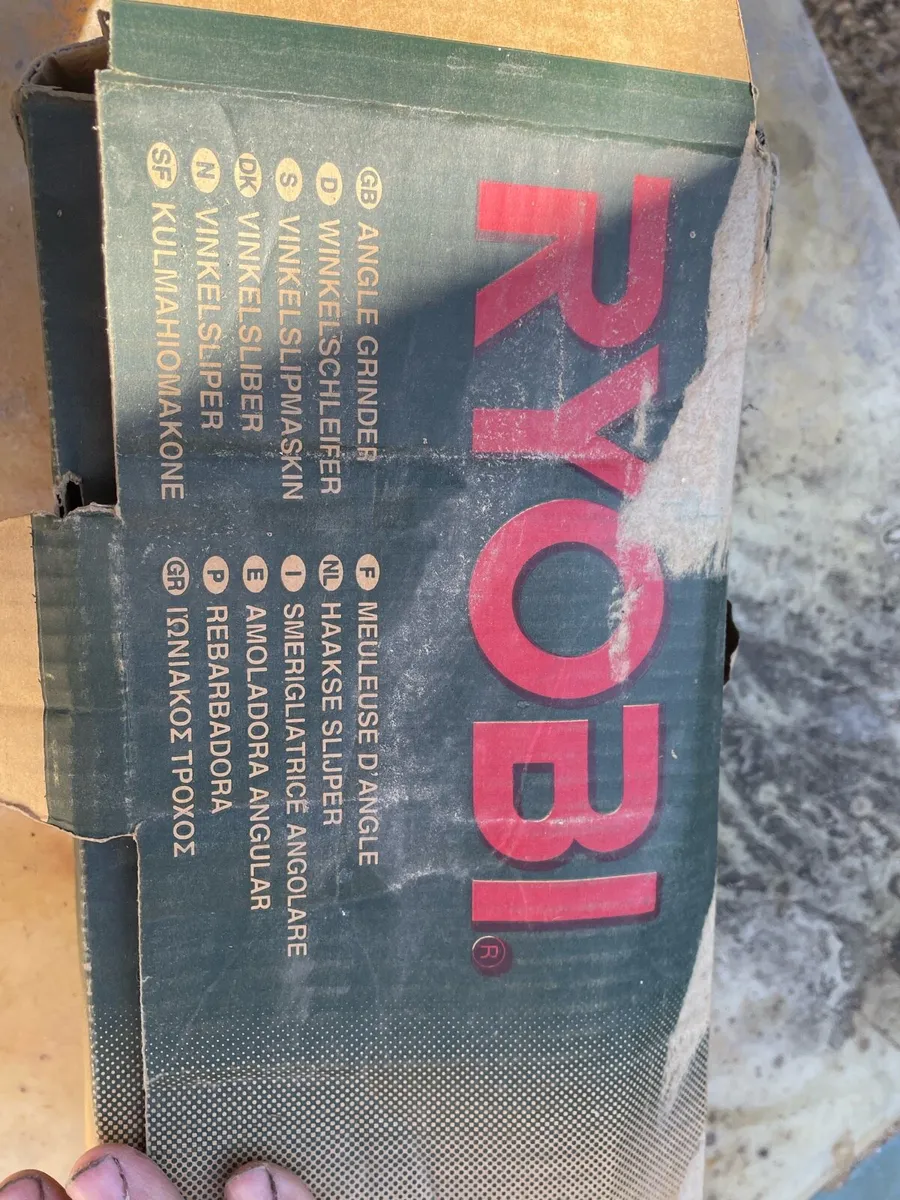 RYOBI®
GB ANGLE GRINDER
D WINKELSCHLEIFER
S VINKELSLIPMASKIN
DK VINKELSLIBER
N VINKELSLIPER
SF KULMAHIOMAKONE
F MEULEUSE D'ANGLE
NL HAAKSE SLIJPER
I SMERIGLIATRICE ANGOLARE
E AMOLADORA ANGULAR
P REBARBADORA
GR ΙΩΝΙΑΚΟΣ ΤΡΟΧΟΣ